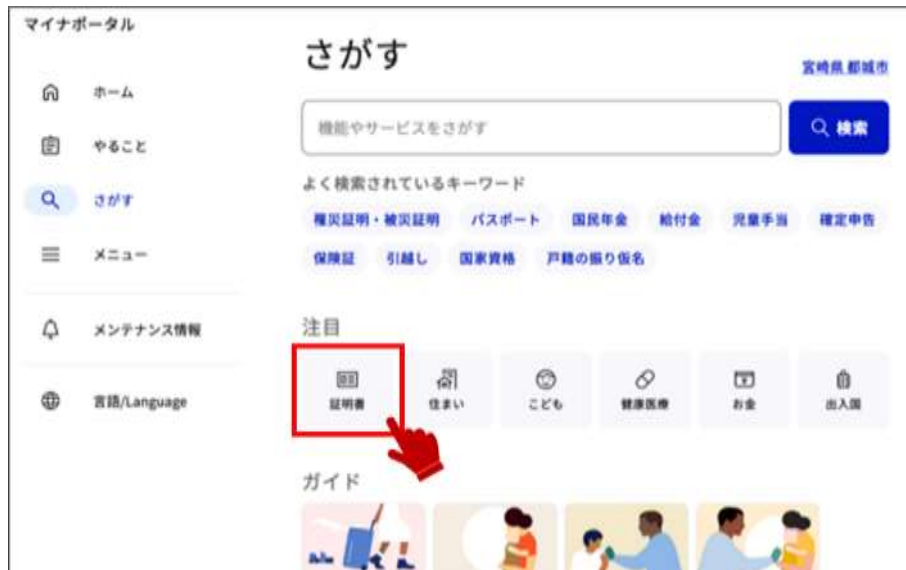 マイナポータル
ホーム
やること
さがす
メニュー
メンテナンス情報
言語/Language
さがす
宮崎県 都城市
機能やサービスをさがす
検索
よく検索されているキーワード
罹災証明・被災証明 パスポート 国民年金 給付金 児童手当 確定申告
保険証 引越し 国家資格 戸籍の振り仮名
注目
証明書 住まい こども 健康医療 お金 出入国
ガイド